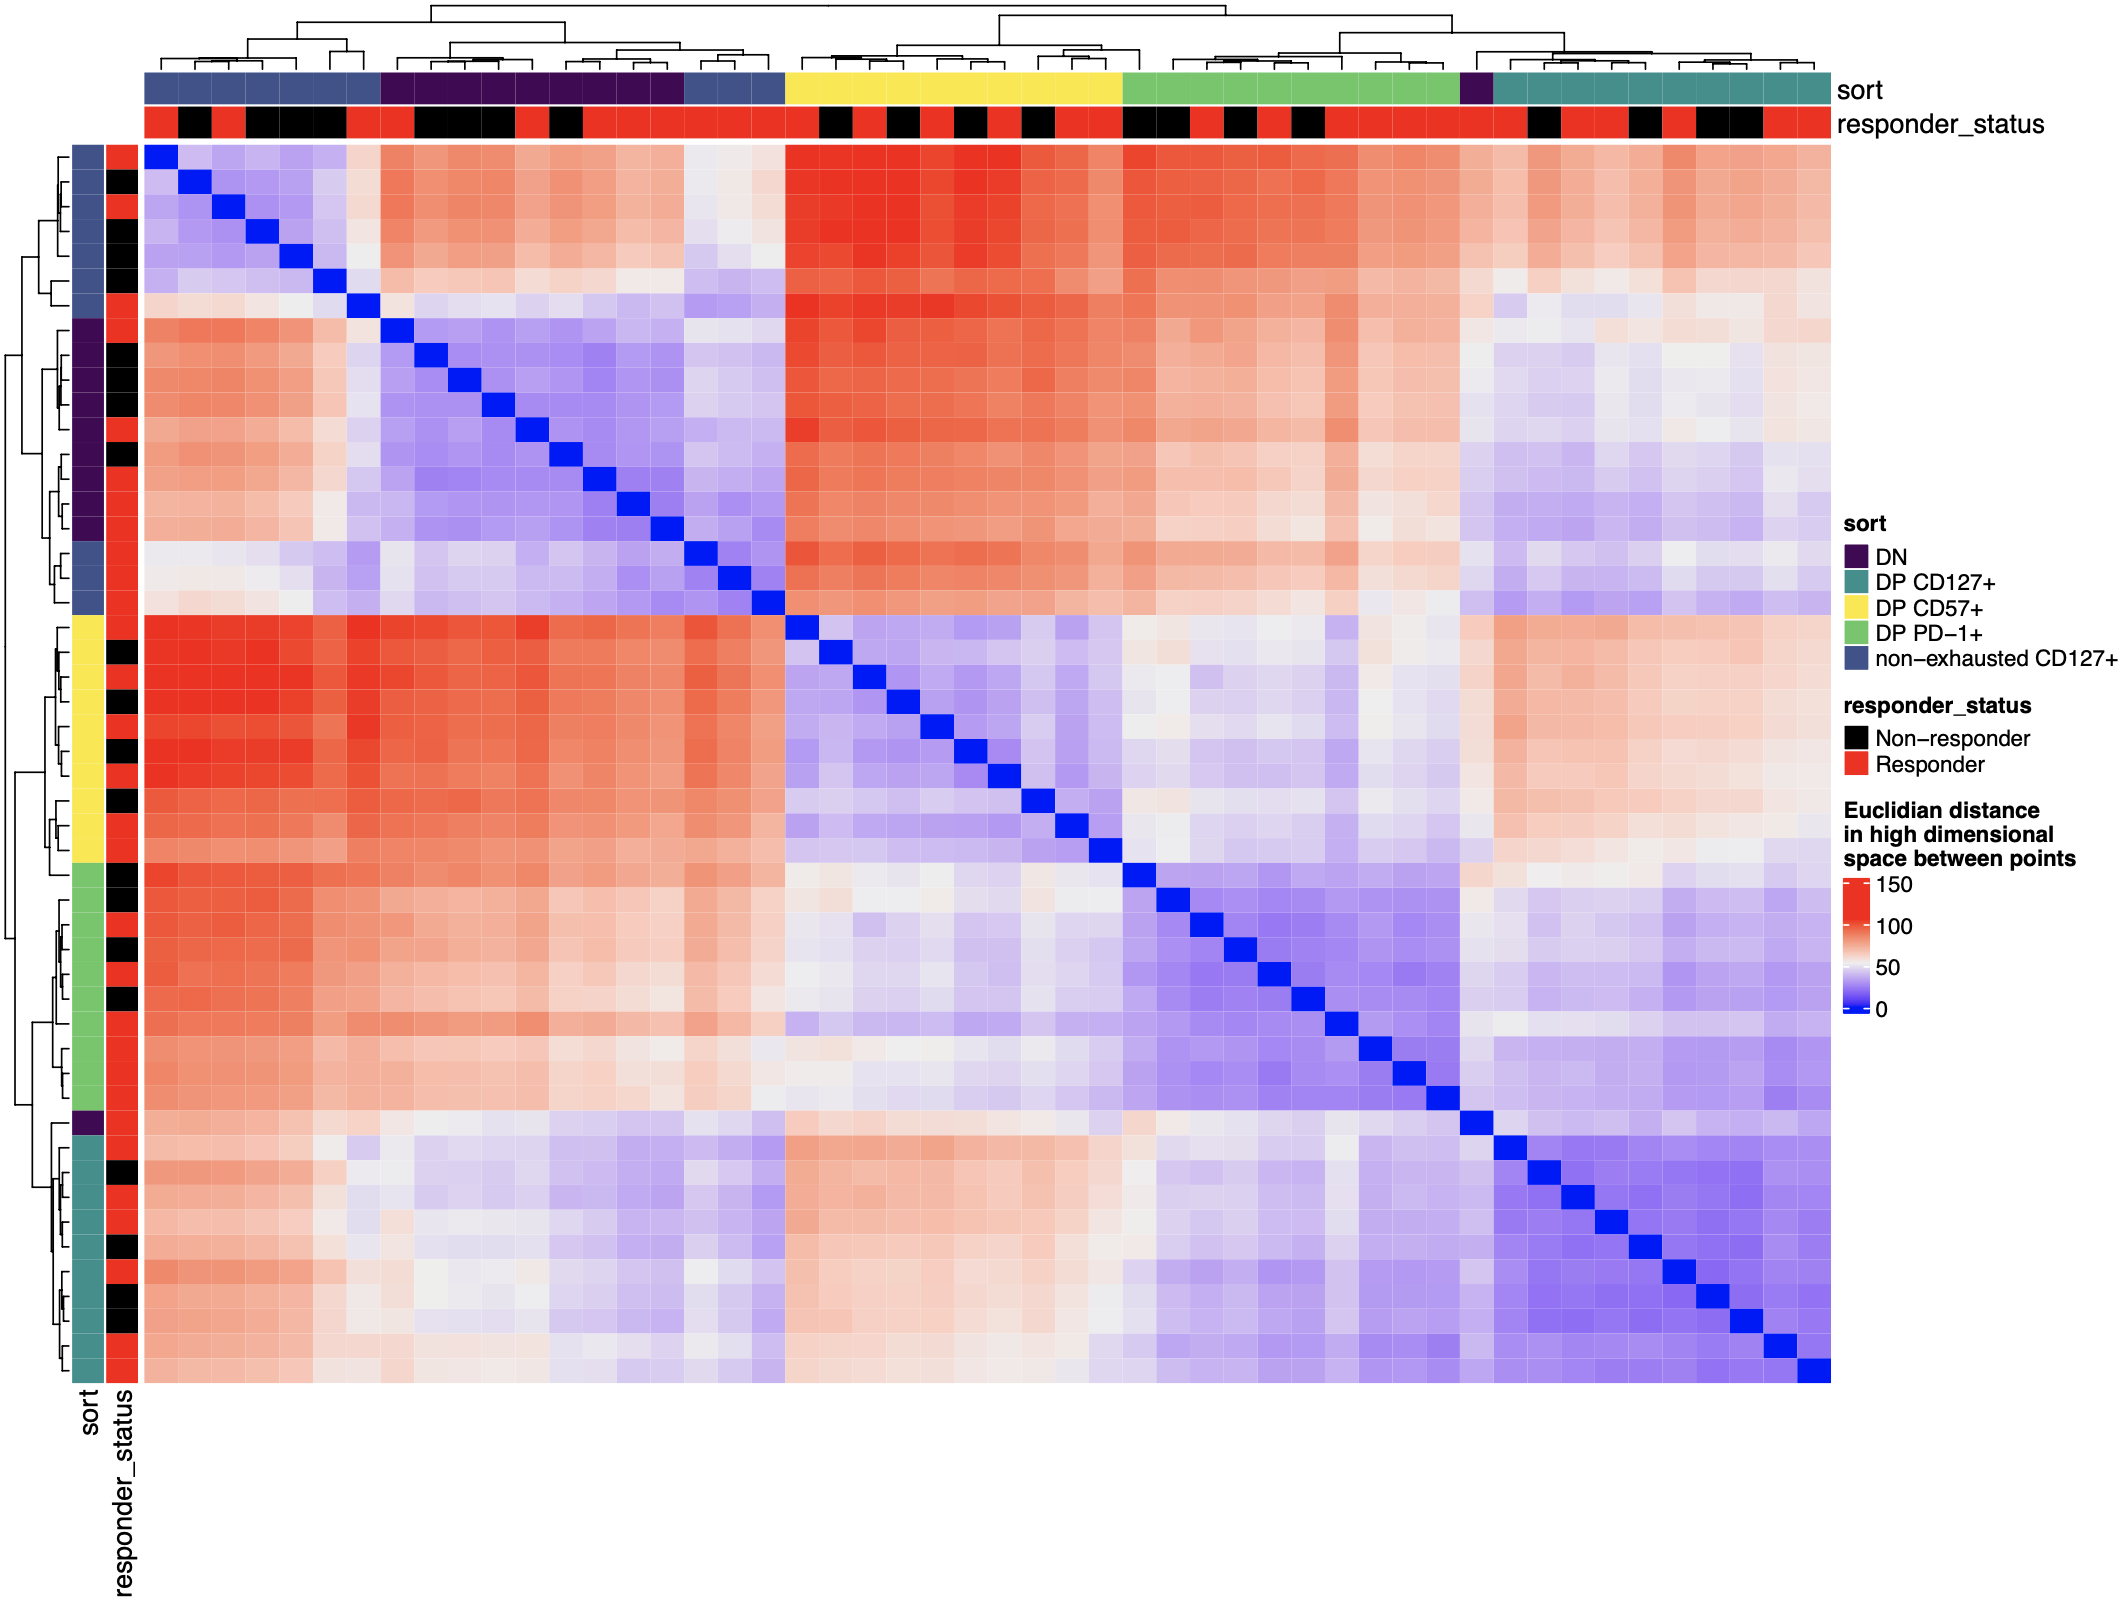 sort
responder_status
sort
DN
DP CD127+
DP CD57+
DP PD−1+
non−exhausted CD127+
responder_status
Non−responder
Responder
Euclidian distance
in high dimensional
space between points
150
100
50
0
sort
responder_status